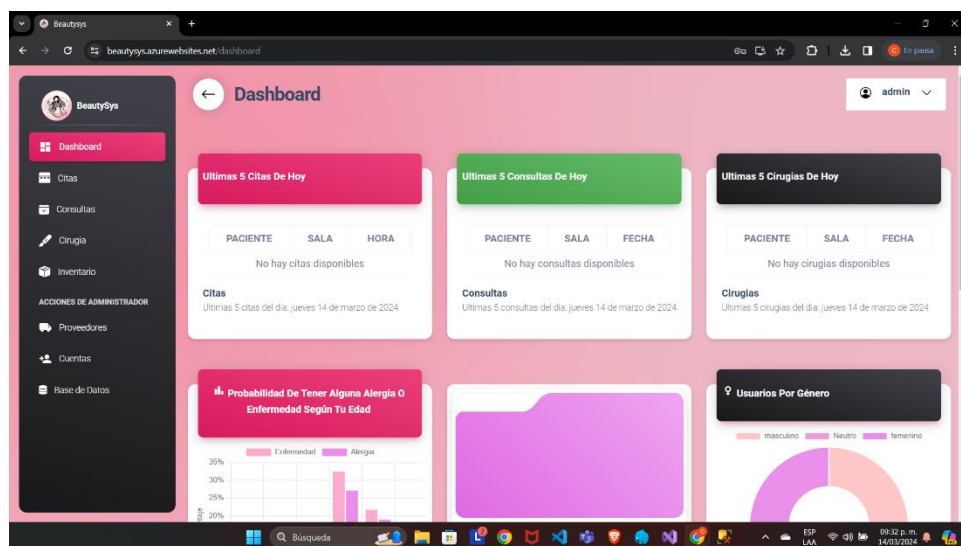 Beautysys
beautysys.azurewebsites.net/dashboard
En pausa
BeautySys
Dashboard
Citas
Consultas
Cirugia
Inventario
ACCIONES DE ADMINISTRADOR
Proveedores
Cuentas
Base de Datos
Dashboard
admin
Ultimas 5 Citas De Hoy
PACIENTE SALA HORA
No hay citas disponibles
Citas
Ultimas 5 citas del dia: jueves 14 de marzo de 2024
Ultimas 5 Consultas De Hoy
PACIENTE SALA FECHA
No hay consultas disponibles
Consultas
Ultimas 5 consultas del dia: jueves 14 de marzo de 2024
Ultimas 5 Cirugias De Hoy
PACIENTE SALA FECHA
No hay cirugias disponibles
Cirugias
Ultimas 5 cirugias del dia: jueves 14 de marzo de 2024
Probabilidad De Tener Alguna Alergia O
Enfermedad Según Tu Edad
Enfermedad Alergia
35%
30%
25%
20%
Usuarios Por Género
masculino Neutro femenino
Búsqueda
ESP
LAA
09:32 p. m.
14/03/2024